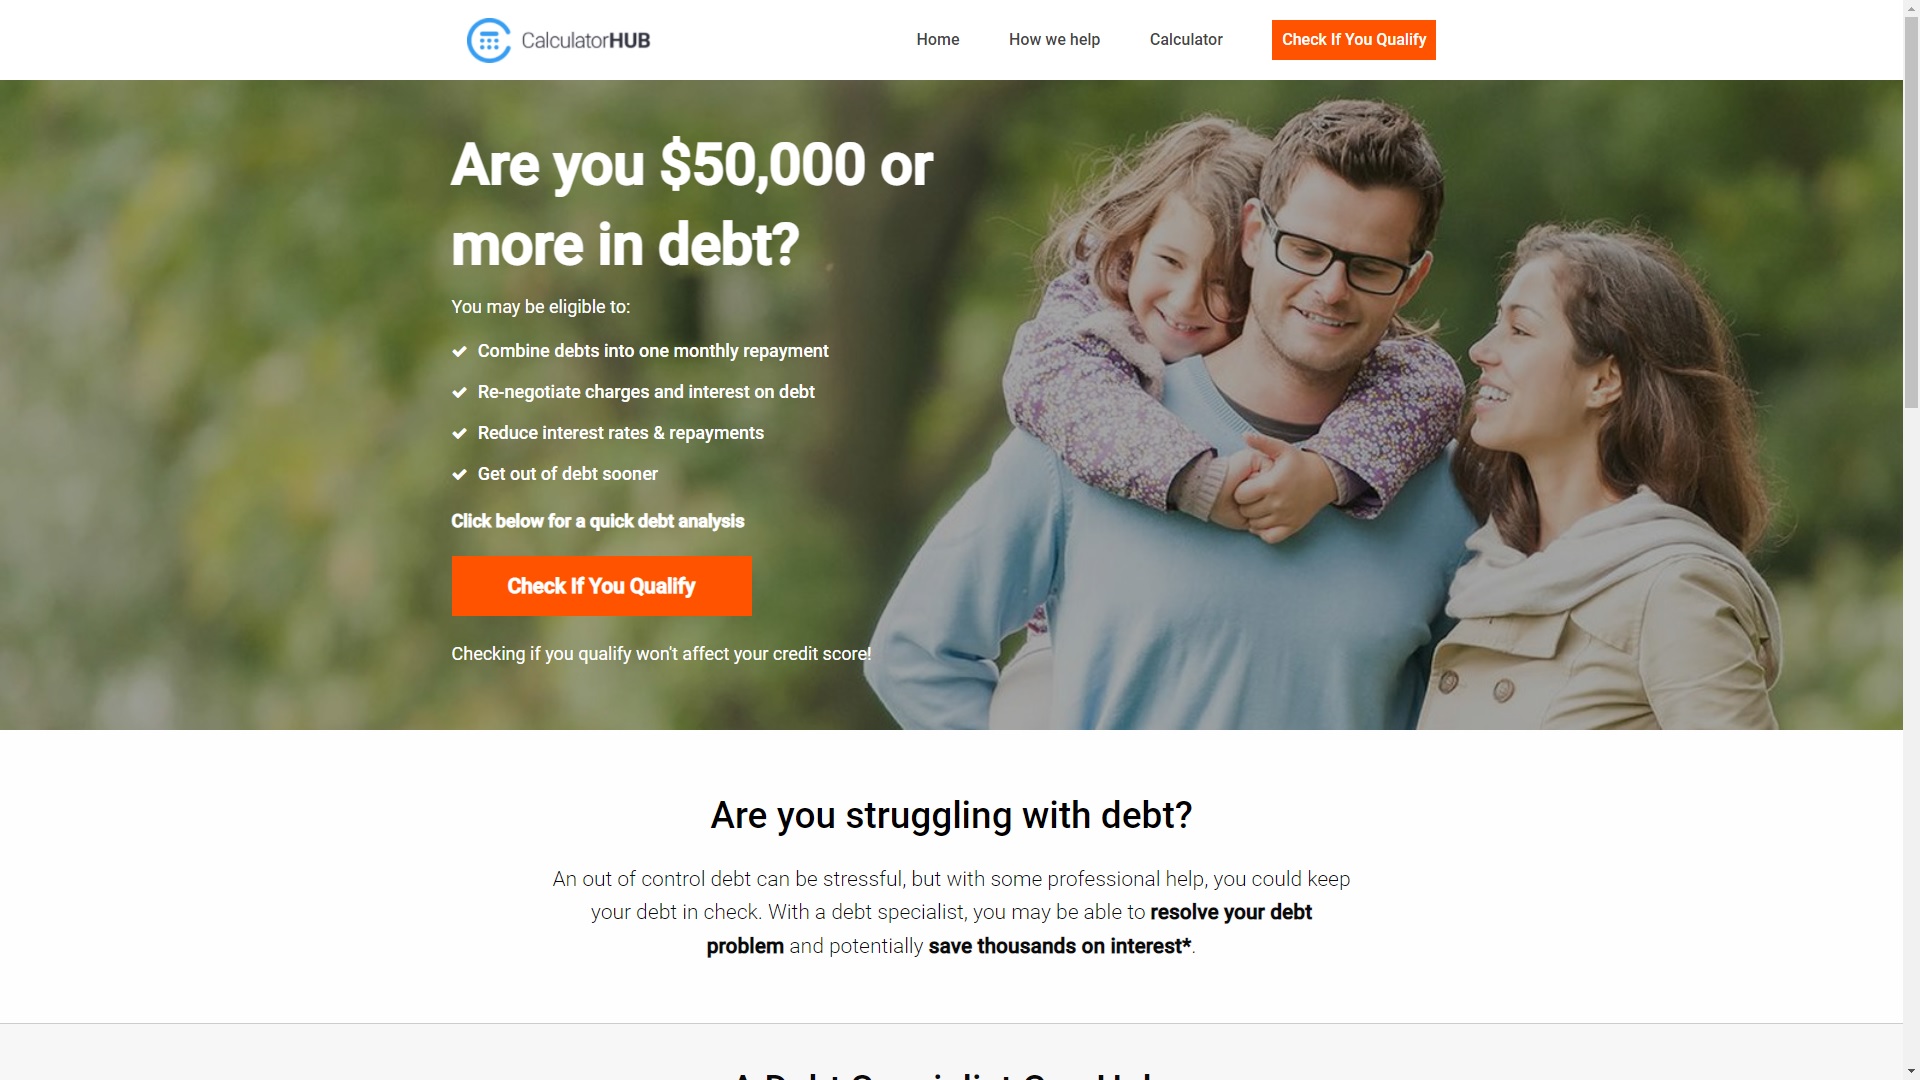 CalculatorHUB
Home
How we help
Calculator
Check If You Qualify
Are you $50,000 or
more in debt?
You may be eligible to:
Combine debts into one monthly repayment
Re-negotiate charges and interest on debt
Reduce interest rates & repayments
Get out of debt sooner
Click below for a quick debt analysis
Check If You Qualify
Checking if you qualify won't affect your credit score!
Are you struggling with debt?
An out of control debt can be stressful, but with some professional help, you could keep
your debt in check. With a debt specialist, you may be able to resolve your debt
problem and potentially save thousands on interest*.